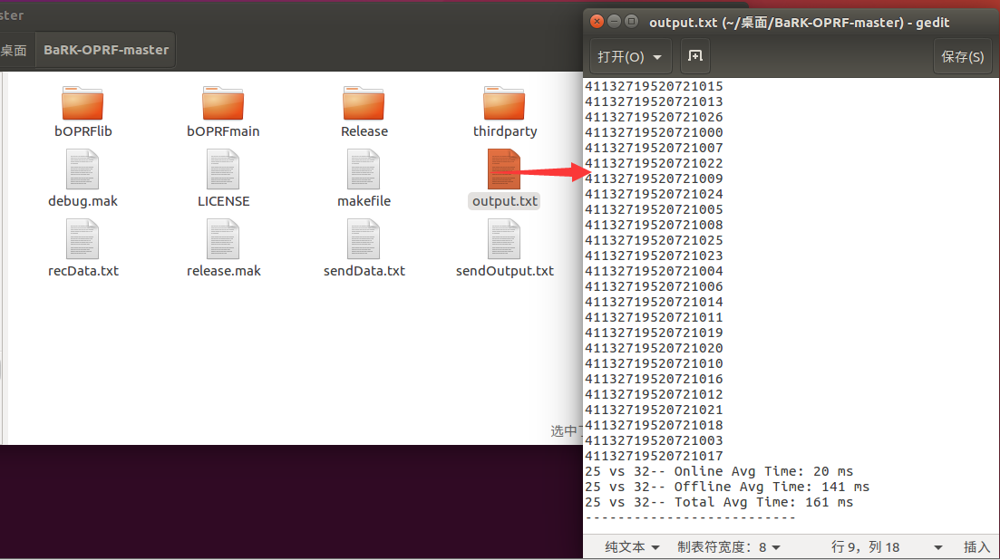 ster
桌面 BaRK-OPRF-master
bOPRFlib bOPRFmain Release thirdparty
debug.mak LICENSE makefile output.txt
recData.txt release.mak sendData.txt sendOutput.txt
选中了
output.txt (~/桌面/BaRK-OPRF-master) - gedit
打开(O) 保存(S)
41132719520721015
41132719520721013
41132719520721026
41132719520721000
41132719520721007
41132719520721022
41132719520721009
41132719520721024
41132719520721005
41132719520721008
41132719520721025
41132719520721023
41132719520721004
41132719520721006
41132719520721014
41132719520721011
41132719520721019
41132719520721020
41132719520721010
41132719520721016
41132719520721012
41132719520721021
41132719520721018
41132719520721003
41132719520721017
25 vs 32-- Online Avg Time: 20 ms
25 vs 32-- Offline Avg Time: 141 ms
25 vs 32-- Total Avg Time: 161 ms
--------------------------
纯文本 制表符宽度：8 行 9，列 18 插入